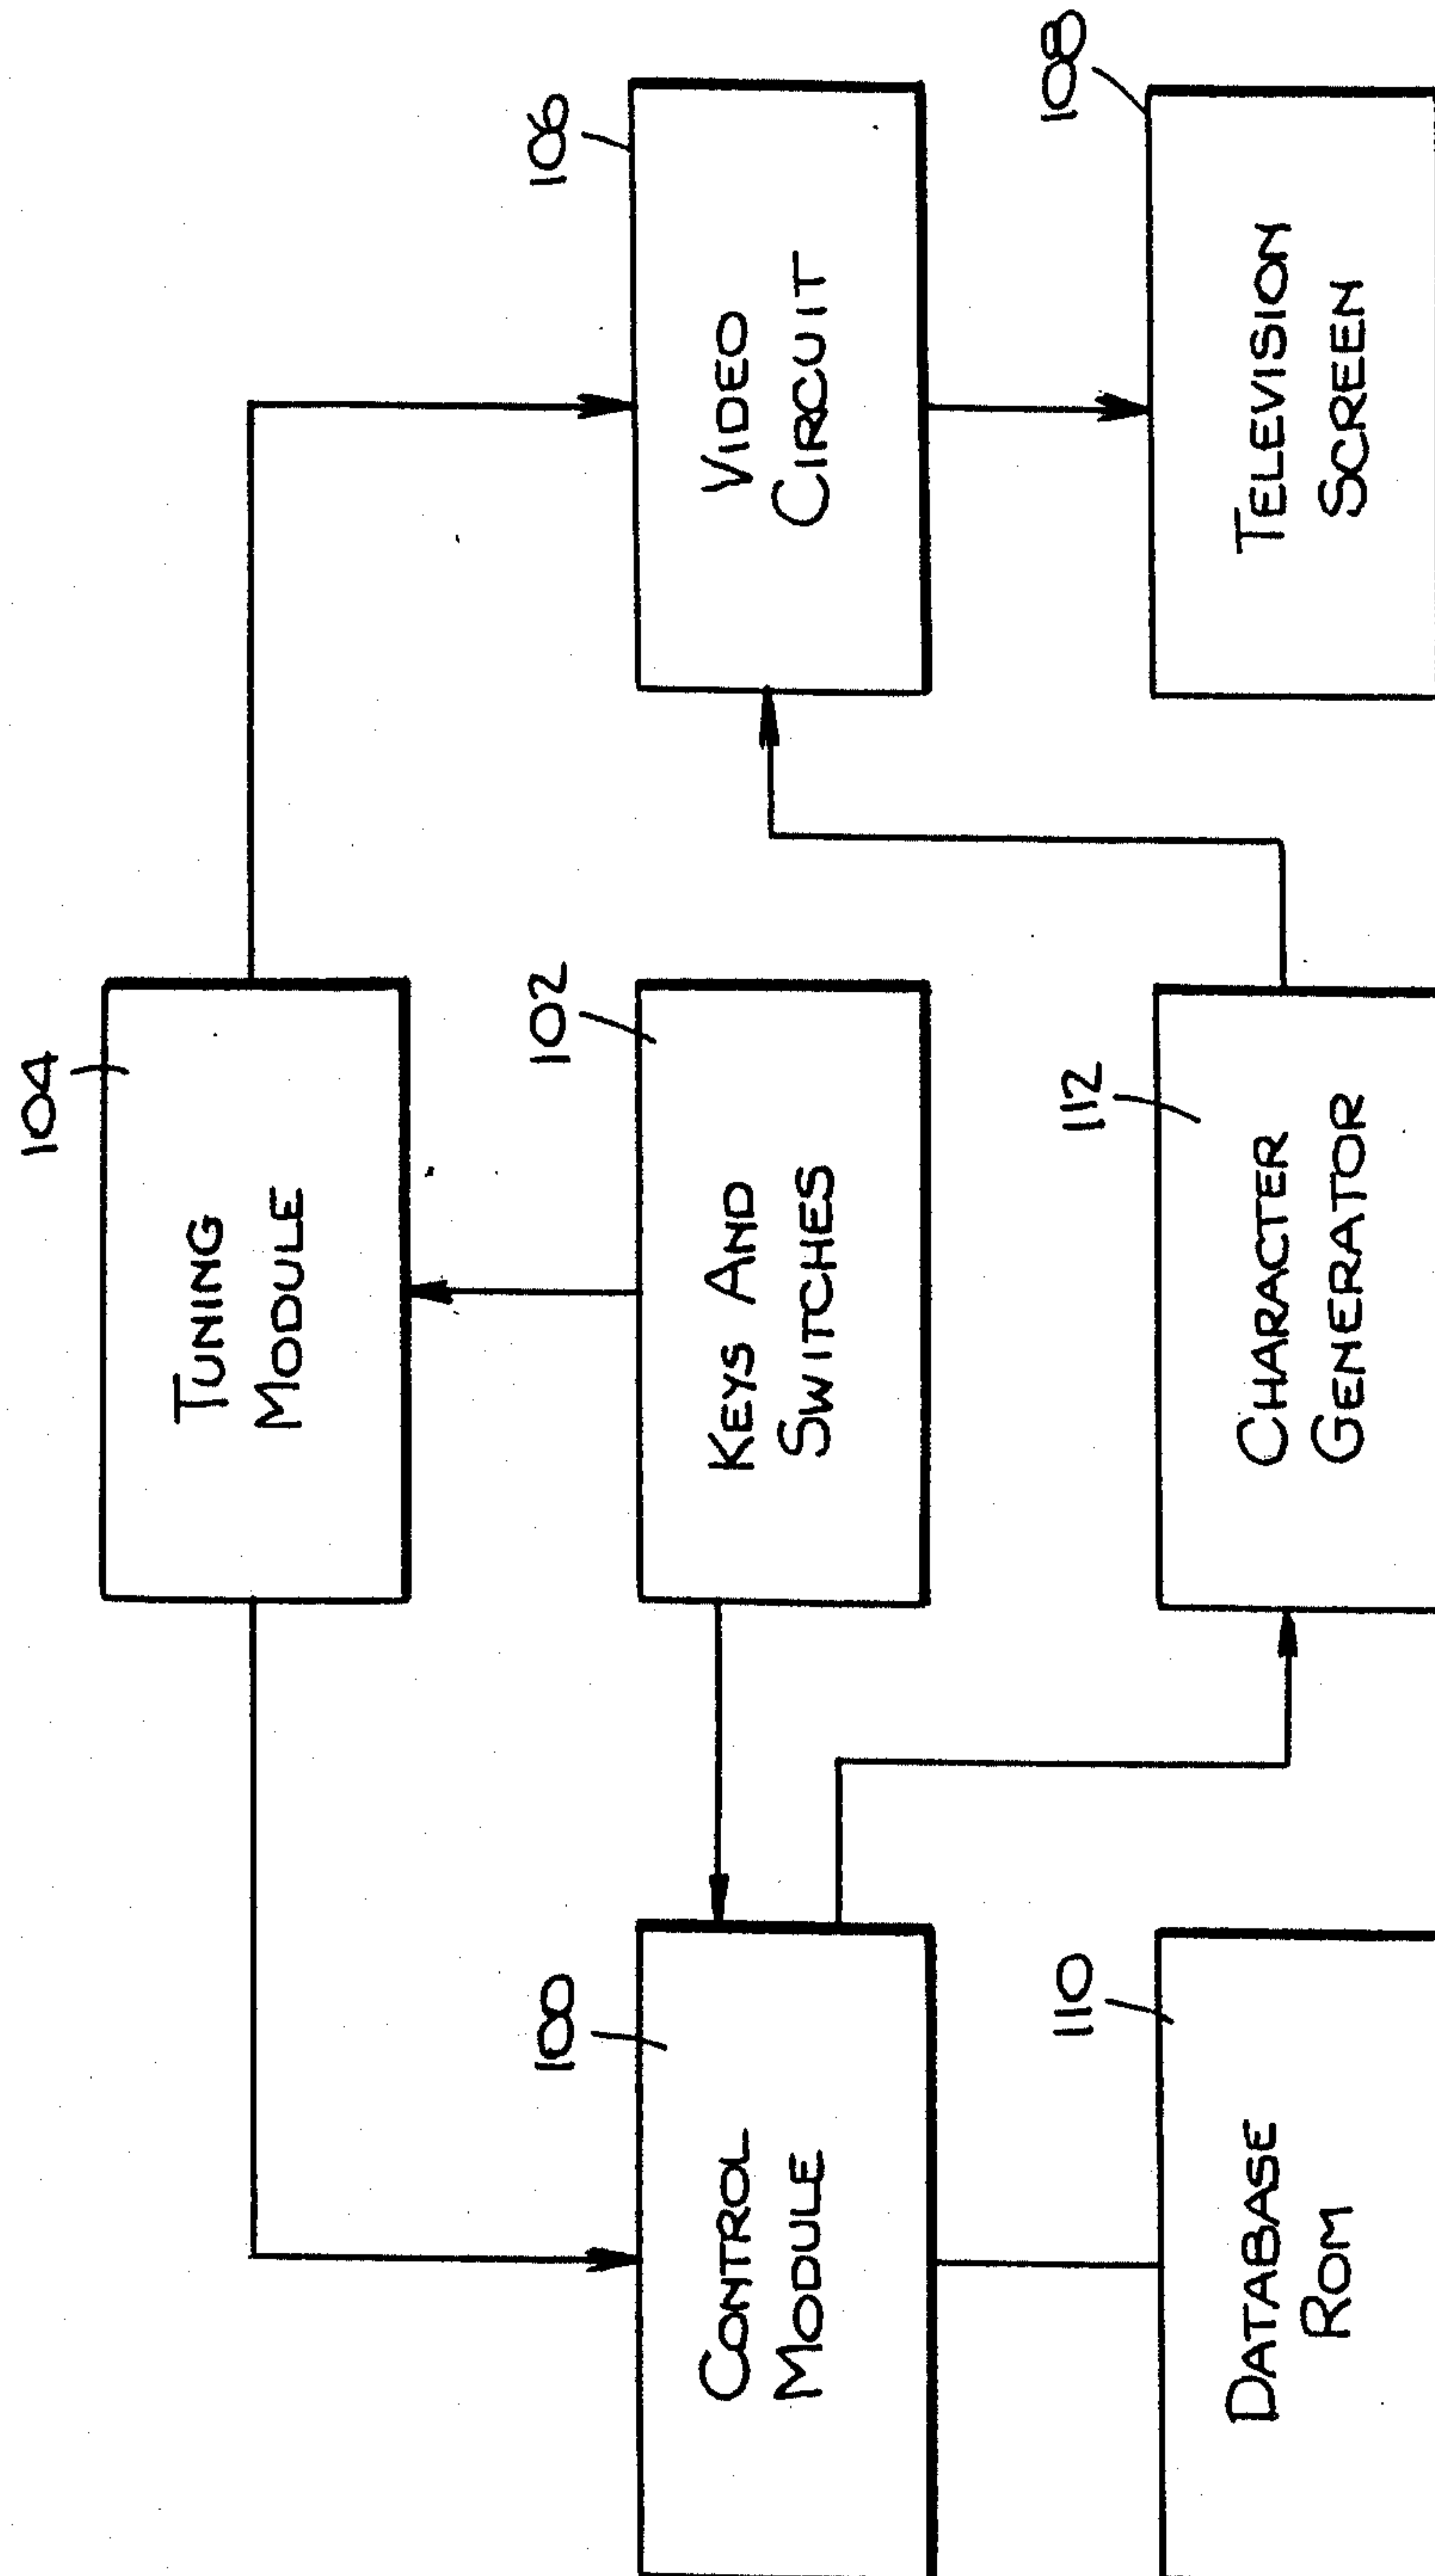 104
TUNING
MODULE
100
CONTROL
MODULE
102
KEYS AND
SWITCHES
106
VIDEO
CIRCUIT
110
DATABASE
ROM
112
CHARACTER
GENERATOR
108
TELEVISION
SCREEN